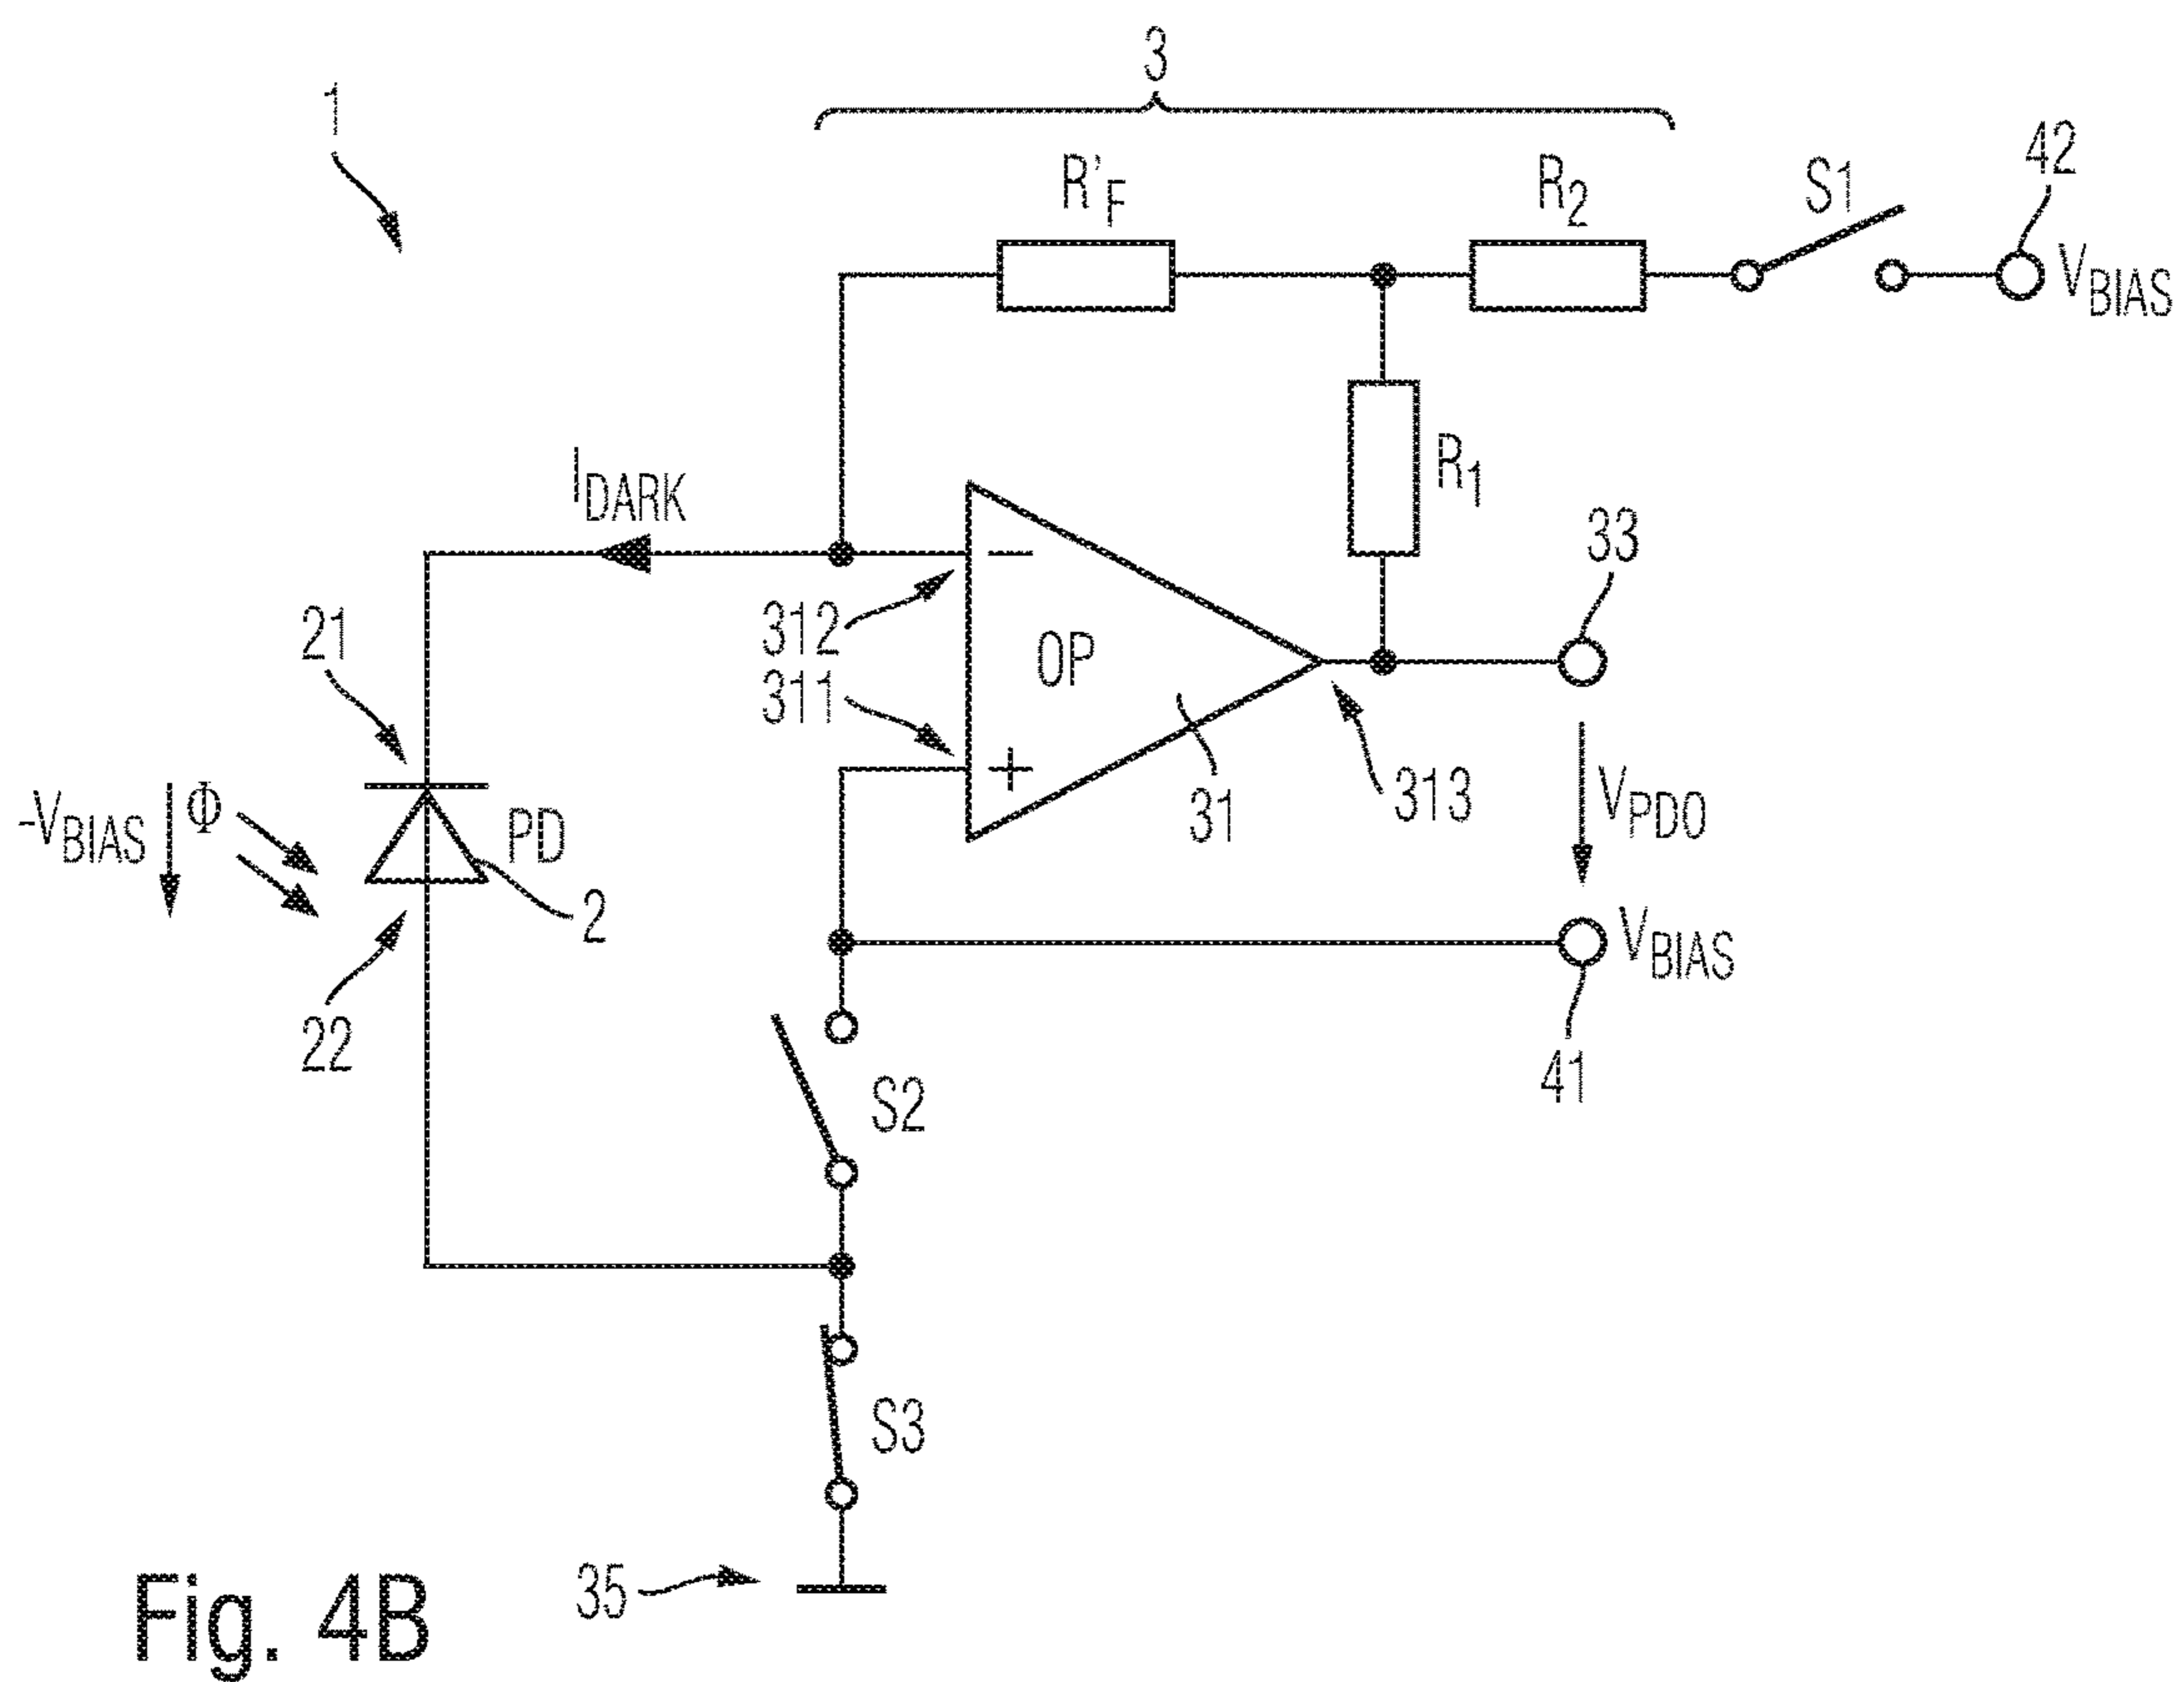 3
1
R'F
R2
S1
42
VBIAS
IDARK
R1
33
312
311
OP
21
-VBIAS
Φ
PD
2
31
313
VPDO
VBIAS
22
41
S2
S3
35
Fig. 4B